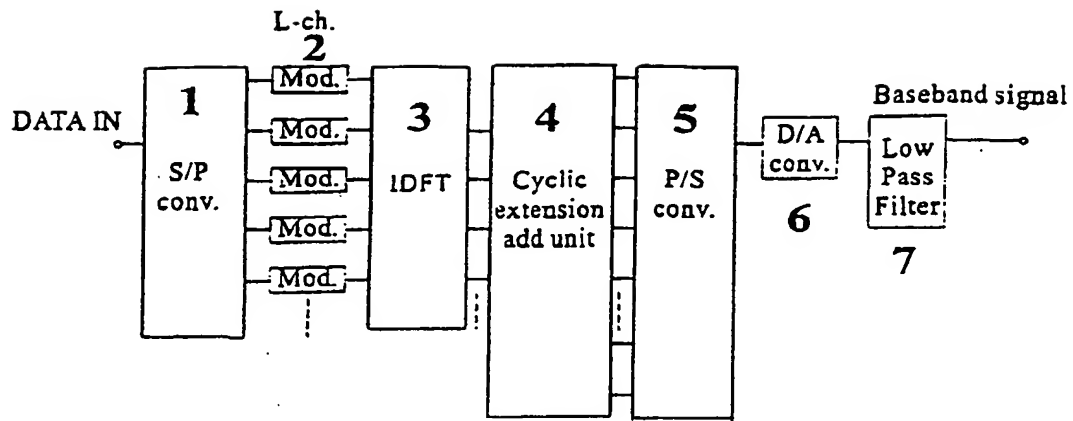 L-ch.
2
Mod.
Mod.
Mod.
Mod.
Mod.
DATA IN
1
S/P
conv.
3
IDFT
4
Cyclic
extension
add unit
5
P/S
conv.
D/A
conv.
6
Baseband signal
Low
Pass
Filter
7